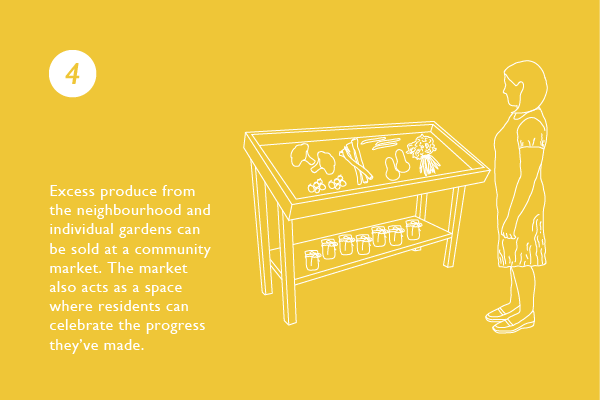 4
Excess produce from
the neighbourhood and
individual gardens can
be sold at a community
market. The market
also acts as a space
where residents can
celebrate the progress
they've made.